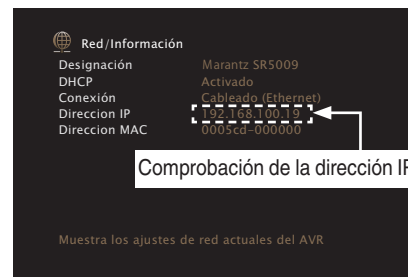 Red/Información
Designación Marantz SR5009
DHCP Activado
Conexión Cableado (Ethernet)
Direccion IP 192.168.100.19
Direccion MAC 0005cd-000000
Comprobación de la dirección IP
Muestra los ajustes de red actuales del AVR